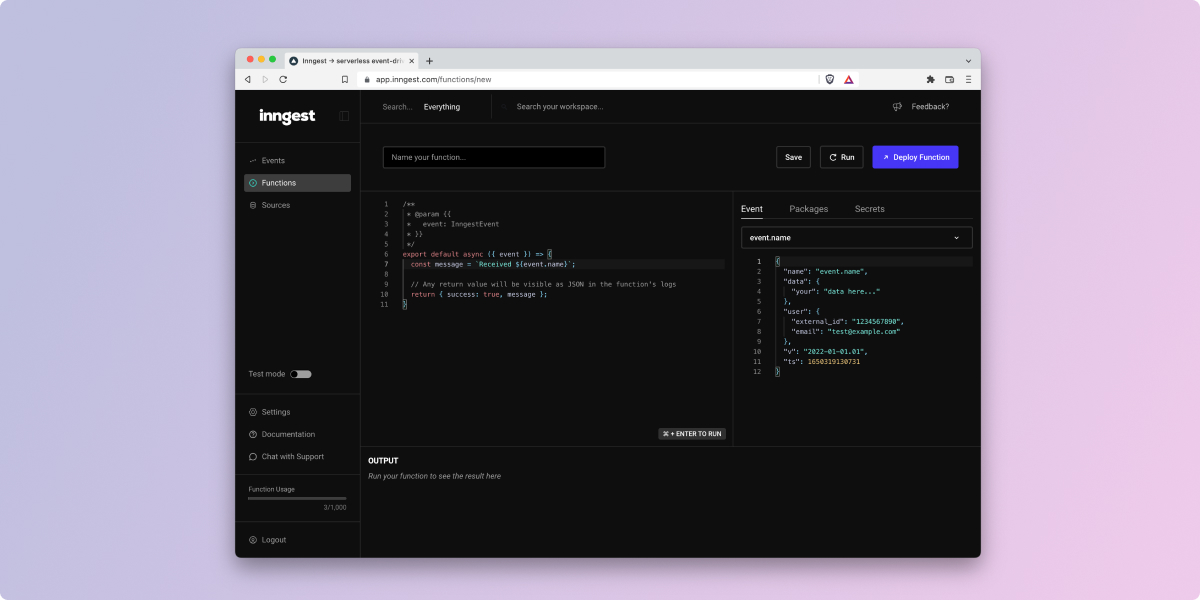 Inngest → serverless event-dri
app.inngest.com/functions/new
inngest
Search... Everything
Search your workspace...
Feedback?
Events
Functions
Sources
Test mode
Settings
Documentation
Chat with Support
Function Usage
3/1,000
Logout
Name your function...
Save
Run
Deploy Function
1 /**
2 * @param {{
3 * event: InngestEvent
4 * }}
5 */
6 export default async ({ event }) => {
7 const message = `Received ${event.name}`;
8
9 // Any return value will be visible as JSON in the function's logs
10 return { success: true, message };
11 }
⌘ + ENTER TO RUN
Event Packages Secrets
event.name
1 {
2 "name": "event.name",
3 "data": {
4 "your": "data here..."
5 },
6 "user": {
7 "external_id": "1234567890",
8 "email": "test@example.com"
9 },
10 "v": "2022-01-01.01",
11 "ts": 1650319130731
12 }
OUTPUT
Run your function to see the result here